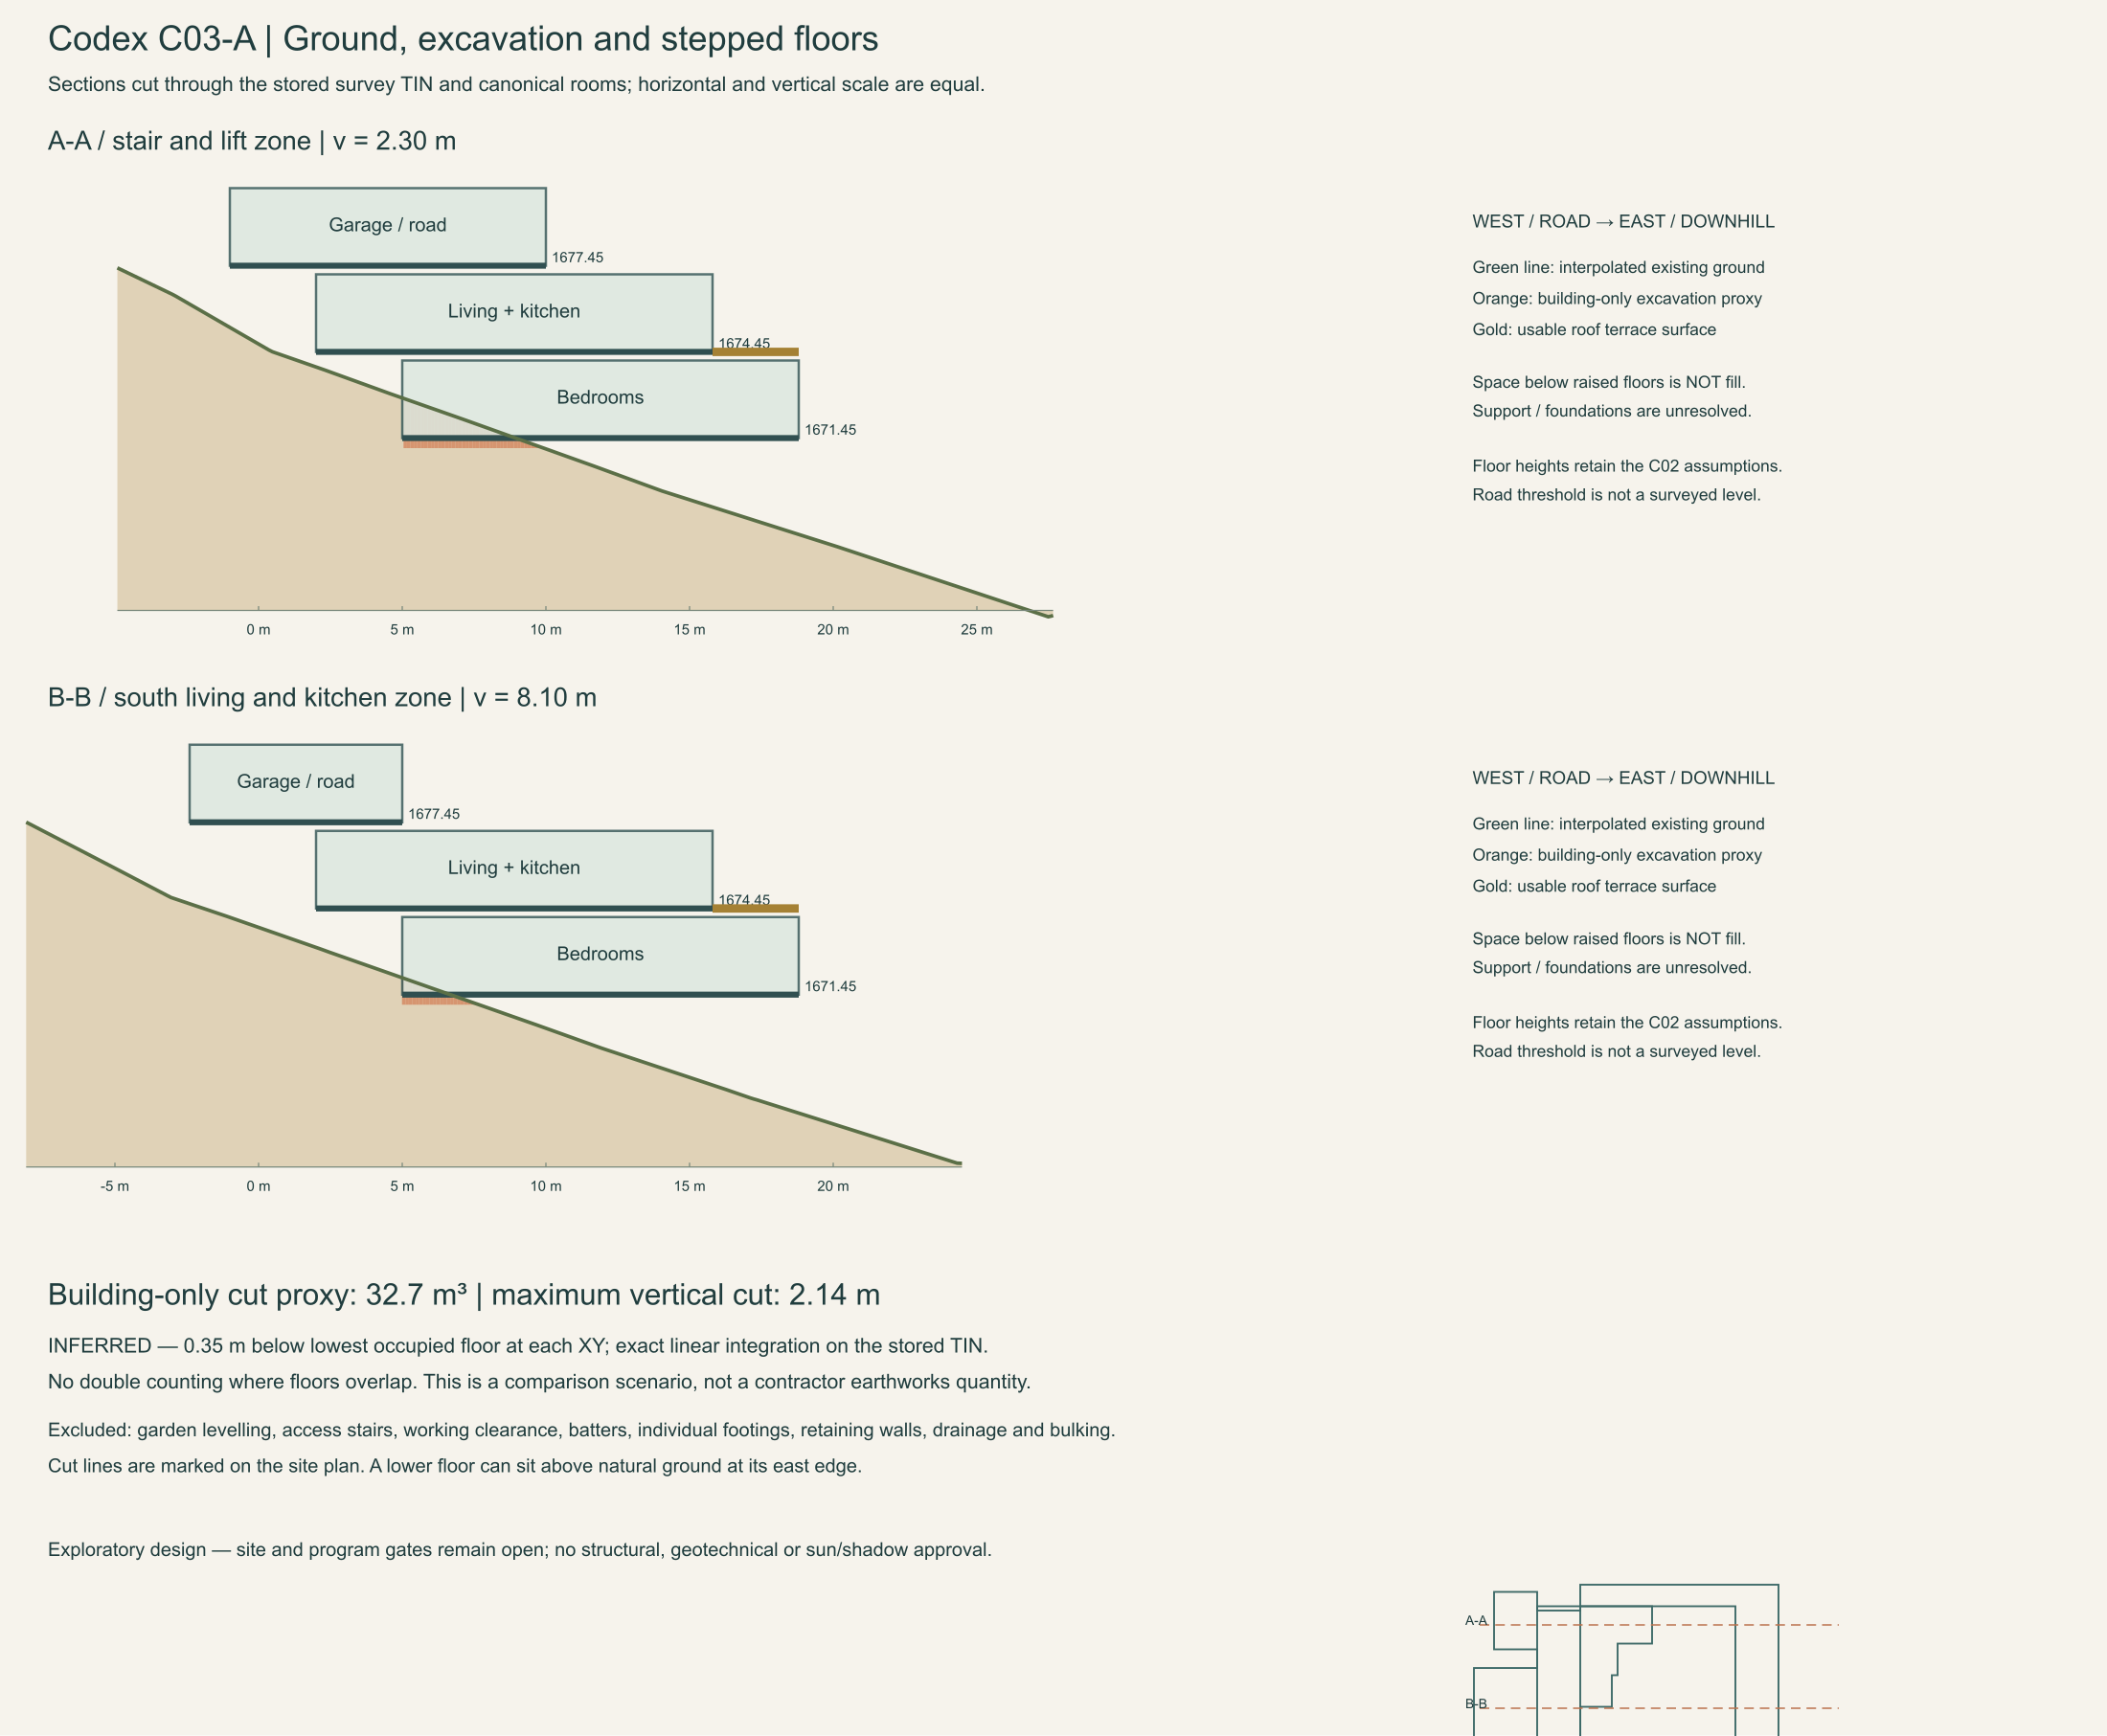 Codex C03-A | Ground, excavation and stepped floors
Sections cut through the stored survey TIN and canonical rooms; horizontal and vertical scale are equal.
A-A / stair and lift zone | v = 2.30 m
Garage / road
1677.45
Living + kitchen
1674.45
Bedrooms
1671.45
0 m
5 m
10 m
15 m
20 m
25 m
WEST / ROAD → EAST / DOWNHILL
Green line: interpolated existing ground
Orange: building-only excavation proxy
Gold: usable roof terrace surface
Space below raised floors is NOT fill.
Support / foundations are unresolved.
Floor heights retain the C02 assumptions.
Road threshold is not a surveyed level.
B-B / south living and kitchen zone | v = 8.10 m
Garage / road
1677.45
Living + kitchen
1674.45
Bedrooms
1671.45
-5 m
0 m
5 m
10 m
15 m
20 m
WEST / ROAD → EAST / DOWNHILL
Green line: interpolated existing ground
Orange: building-only excavation proxy
Gold: usable roof terrace surface
Space below raised floors is NOT fill.
Support / foundations are unresolved.
Floor heights retain the C02 assumptions.
Road threshold is not a surveyed level.
Building-only cut proxy: 32.7 m³ | maximum vertical cut: 2.14 m
INFERRED — 0.35 m below lowest occupied floor at each XY; exact linear integration on the stored TIN.
No double counting where floors overlap. This is a comparison scenario, not a contractor earthworks quantity.
Excluded: garden levelling, access stairs, working clearance, batters, individual footings, retaining walls, drainage and bulking.
Cut lines are marked on the site plan. A lower floor can sit above natural ground at its east edge.
Exploratory design — site and program gates remain open; no structural, geotechnical or sun/shadow approval.
A-A
B-B